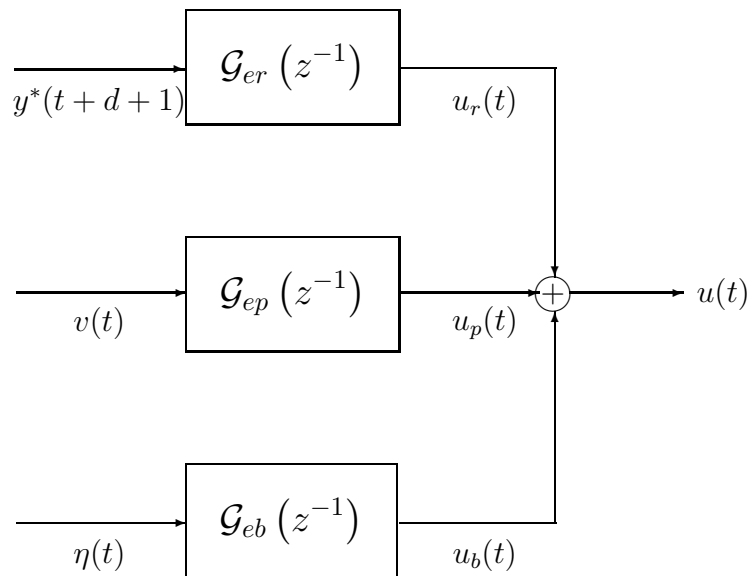 𝒢_er (z⁻¹)
y*(t + d + 1)
u_r(t)
𝒢_ep (z⁻¹)
v(t)
u_p(t)
+
u(t)
𝒢_eb (z⁻¹)
η(t)
u_b(t)